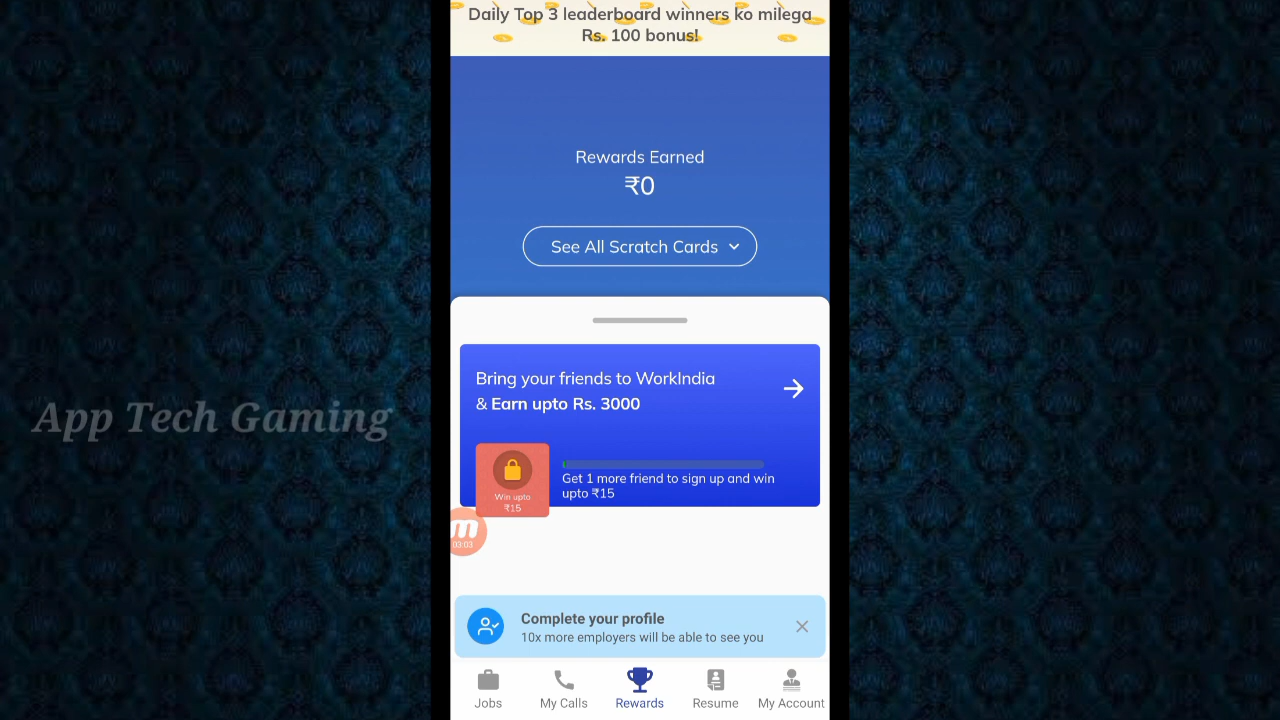 Daily Top 3 leaderboard winners ko milega
Rs. 100 bonus!
Rewards Earned
₹0
See All Scratch Cards
Bring your friends to WorkIndia
& Earn upto Rs. 3000
Win upto
₹15
Get 1 more friend to sign up and win
upto ₹15
m
03:03
App Tech Gaming
Complete your profile
10x more employers will be able to see you
Jobs
My Calls
Rewards
Resume
My Account